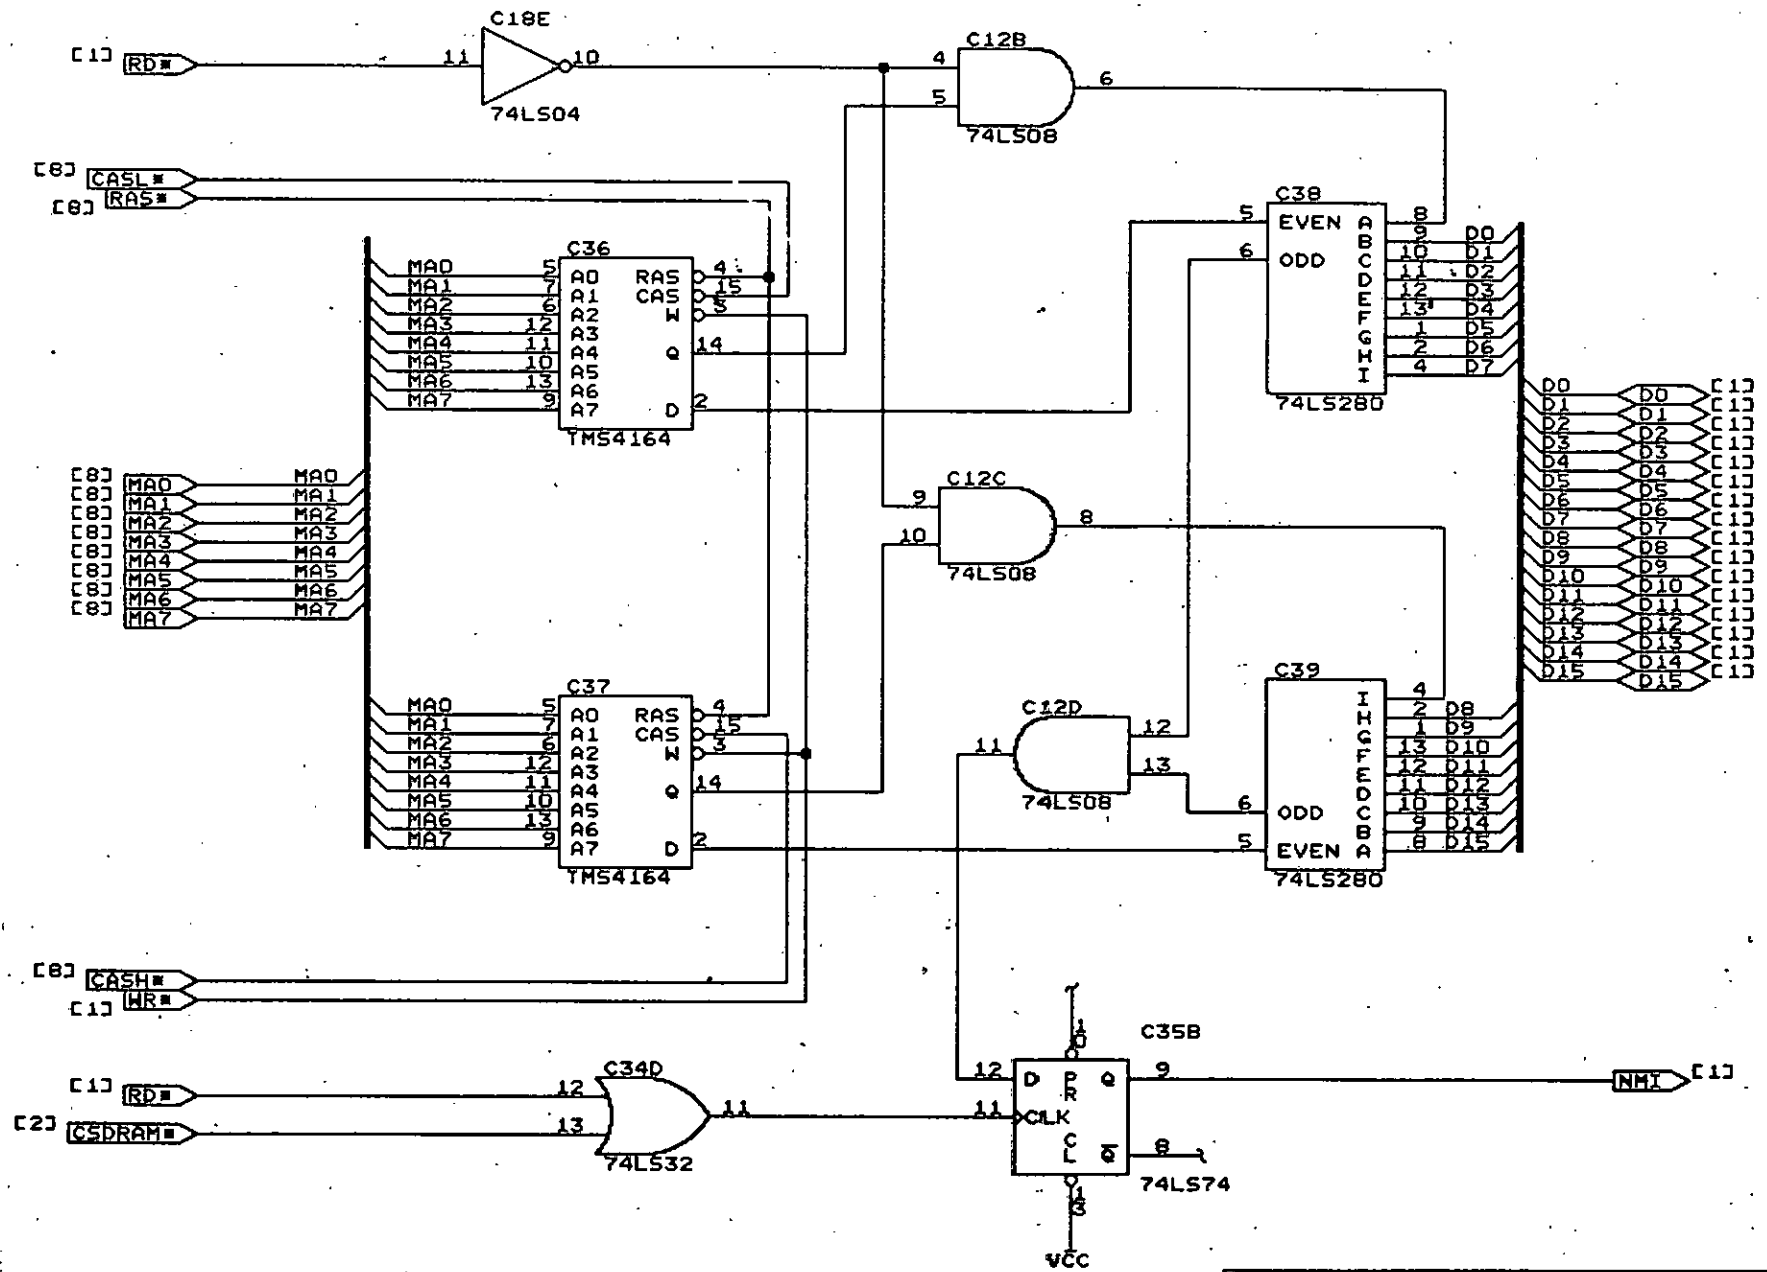 C18E
[1] RD* 11 10
74LS04
C12B
4
5
6
74LS08
[8] CASL*
[8] RAS*
C36
MA0 5 A0 RAS 4
MA1 7 A1 CAS 15
MA2 6 A2 W 3
MA3 12 A3
MA4 11 A4 Q 14
MA5 10 A5
MA6 13 A6
MA7 9 A7 D 2
TMS4164
C38
5 EVEN A 8
B 9 D0
6 ODD C 10 D1
D 11 D2
E 12 D3
F 13 D4
G 1 D5
H 2 D6
I 4 D7
74LS280
[8] MA0 MA0
[8] MA1 MA1
[8] MA2 MA2
[8] MA3 MA3
[8] MA4 MA4
[8] MA5 MA5
[8] MA6 MA6
[8] MA7 MA7
C12C
9
10
8
74LS08
D0 D0 [1]
D1 D1 [1]
D2 D2 [1]
D3 D3 [1]
D4 D4 [1]
D5 D5 [1]
D6 D6 [1]
D7 D7 [1]
D8 D8 [1]
D9 D9 [1]
D10 D10 [1]
D11 D11 [1]
D12 D12 [1]
D13 D13 [1]
D14 D14 [1]
D15 D15 [1]
C37
MA0 5 A0 RAS 4
MA1 7 A1 CAS 15
MA2 6 A2 W 3
MA3 12 A3
MA4 11 A4 Q 14
MA5 10 A5
MA6 13 A6
MA7 9 A7 D 2
TMS4164
C12D
11
12
13
74LS08
C39
I 4
H 2 D8
G 1 D9
F 13 D10
E 12 D11
D 11 D12
6 ODD C 10 D13
B 9 D14
5 EVEN A 8 D15
74LS280
[8] CASH*
[1] WR*
C34D
[1] RD* 12
[2] CSDRAM* 13
11
74LS32
10
C35B
12 D PR Q 9
11 CLK
CL Q̅ 8
74LS74
13
VCC
NMI [1]